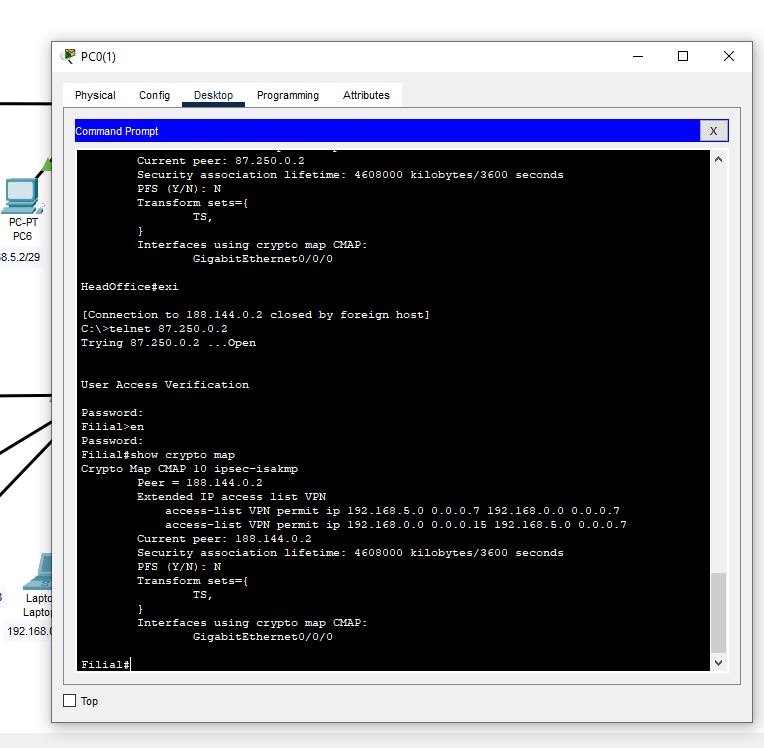 PC0(1)
Physical Config Desktop Programming Attributes
Command Prompt X
Current peer: 87.250.0.2
Security association lifetime: 4608000 kilobytes/3600 seconds
PFS (Y/N): N
Transform sets={
TS,
}
Interfaces using crypto map CMAP:
GigabitEthernet0/0/0
HeadOffice#exi
[Connection to 188.144.0.2 closed by foreign host]
C:\>telnet 87.250.0.2
Trying 87.250.0.2 ...Open
User Access Verification
Password:
Filial>en
Password:
Filial#show crypto map
Crypto Map CMAP 10 ipsec-isakmp
Peer = 188.144.0.2
Extended IP access list VPN
access-list VPN permit ip 192.168.5.0 0.0.0.7 192.168.0.0 0.0.0.7
access-list VPN permit ip 192.168.0.0 0.0.0.15 192.168.5.0 0.0.0.7
Current peer: 188.144.0.2
Security association lifetime: 4608000 kilobytes/3600 seconds
PFS (Y/N): N
Transform sets={
TS,
}
Interfaces using crypto map CMAP:
GigabitEthernet0/0/0
Filial#
Top
PC-PT
PC6
8.5.2/29
Lapto
Lapto
192.168.0